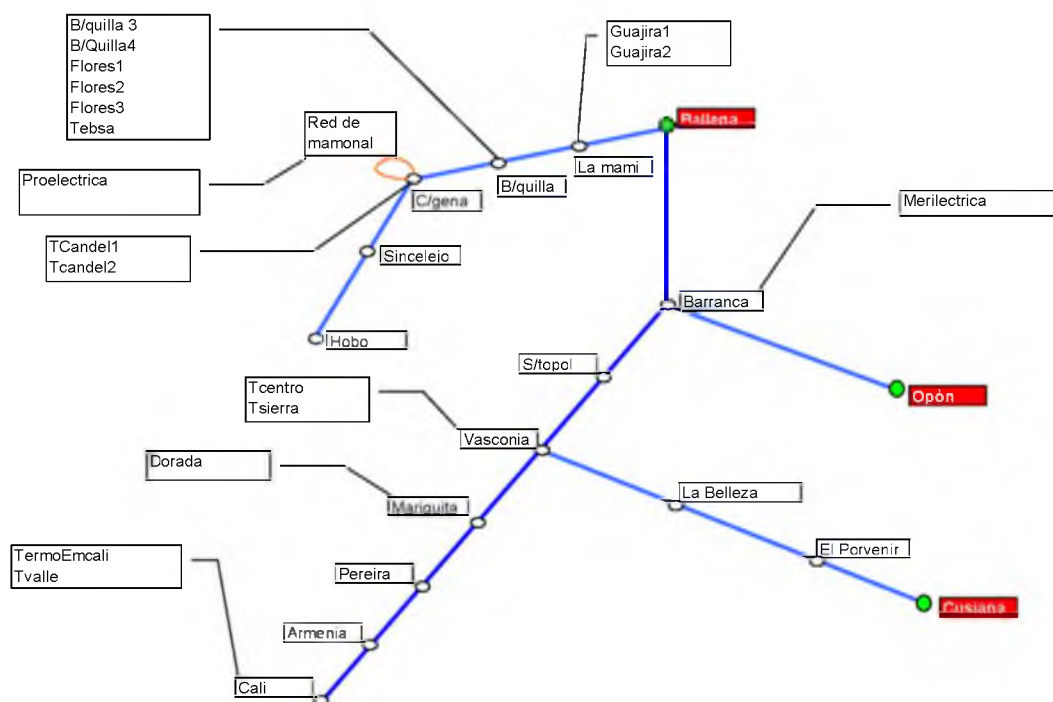 B/quilla 3
B/Quilla4
Flores1
Flores2
Flores3
Tebsa
Guajira1
Guajira2
Red de
mamonal
Ballena
Proelectrica
La mami
B/quilla
C/gena
Merilectrica
TCandel1
Tcandel2
Sincelejo
Barranca
Hobo
S/topol
Tcentro
Tsierra
Opòn
Vasconia
Dorada
La Belleza
Mariquita
TermoEmcali
Tvalle
El Porvenir
Pereira
Cusiana
Armenia
Cali